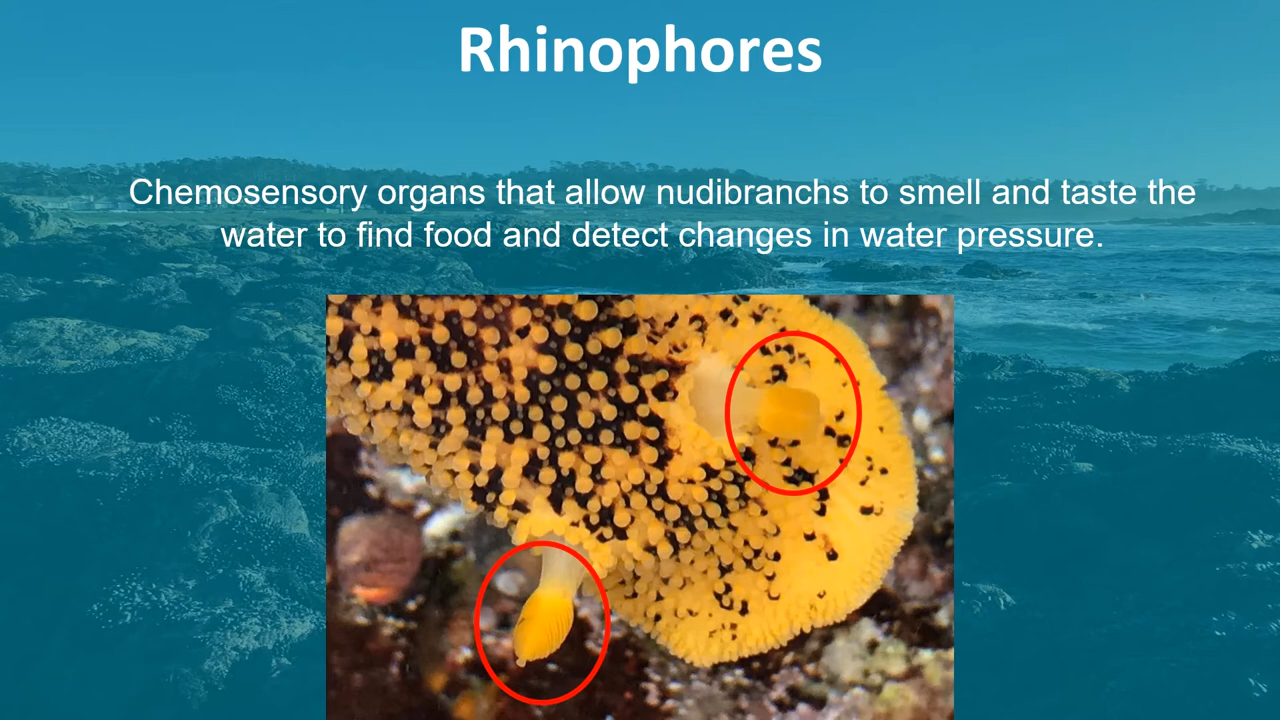 Rhinophores
Chemosensory organs that allow nudibranchs to smell and taste the
water to find food and detect changes in water pressure.